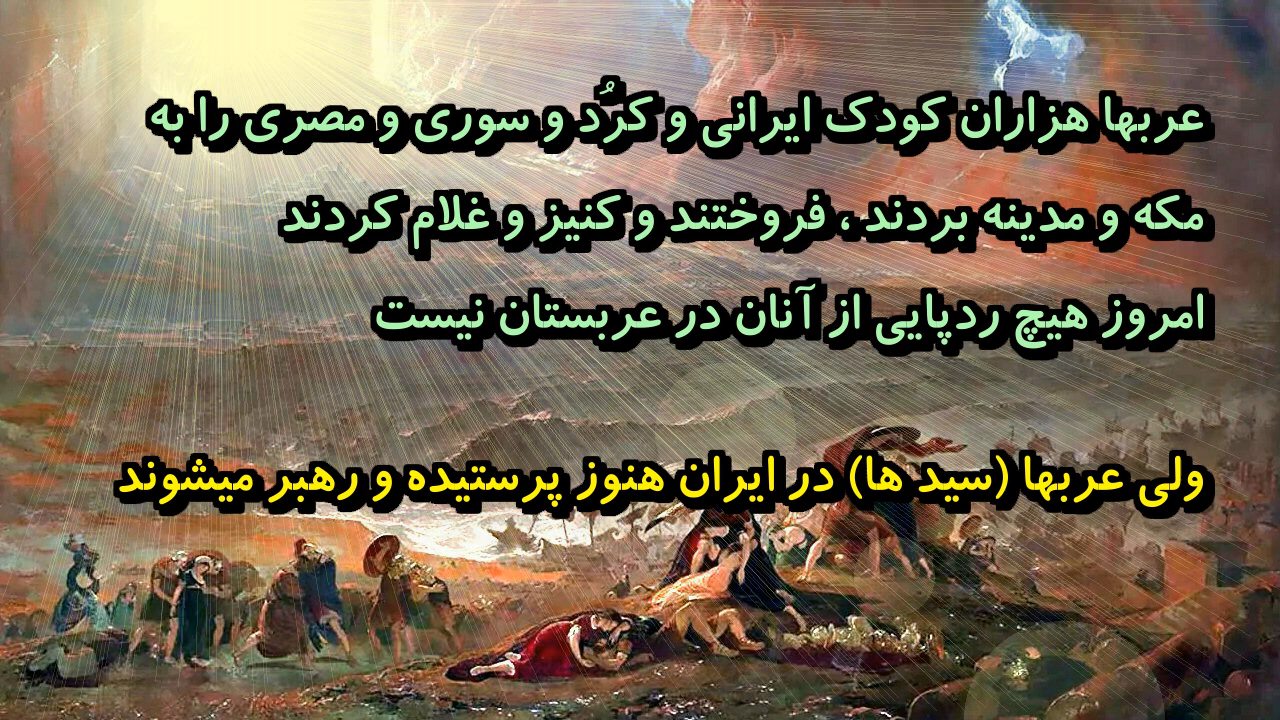 عربها هزاران کودک ایرانی و کرُد و سوری و مصری را به
مکه و مدینه بردند ، فروختند و کنیز و غلام کردند
امروز هیچ ردپایی از آنان در عربستان نیست
ولی عربها (سید ها) در ایران هنوز پرستیده و رهبر میشوند